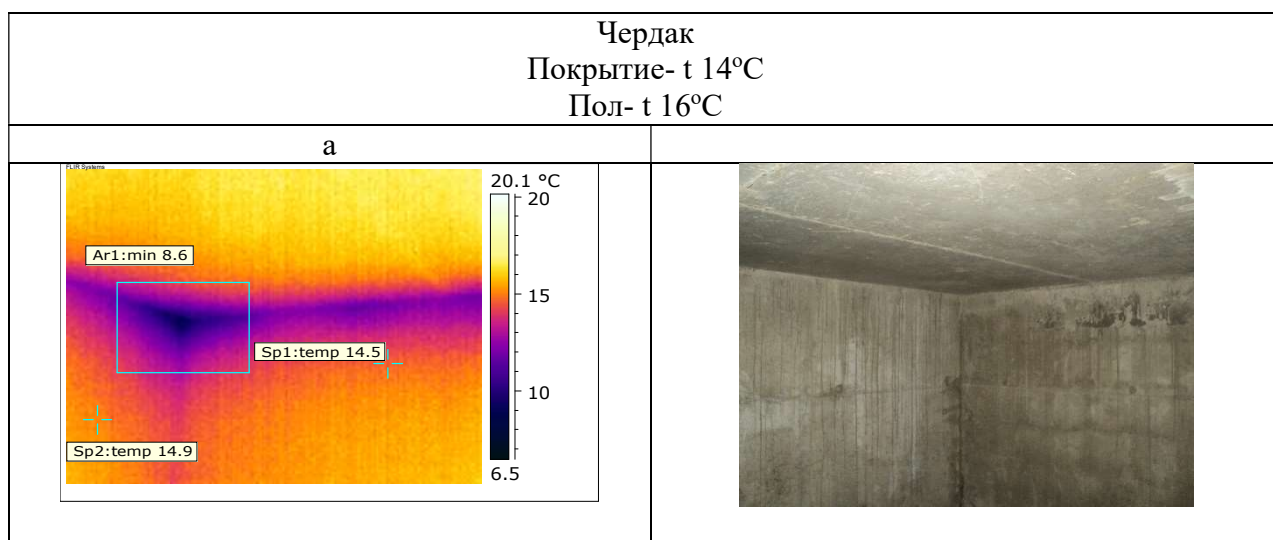 Чердак
Покрытие- t 14ºC
Пол- t 16ºC
а
FLIR Systems
20.1 °C
20
Ar1:min 8.6
15
Sp1:temp 14.5
10
Sp2:temp 14.9
6.5